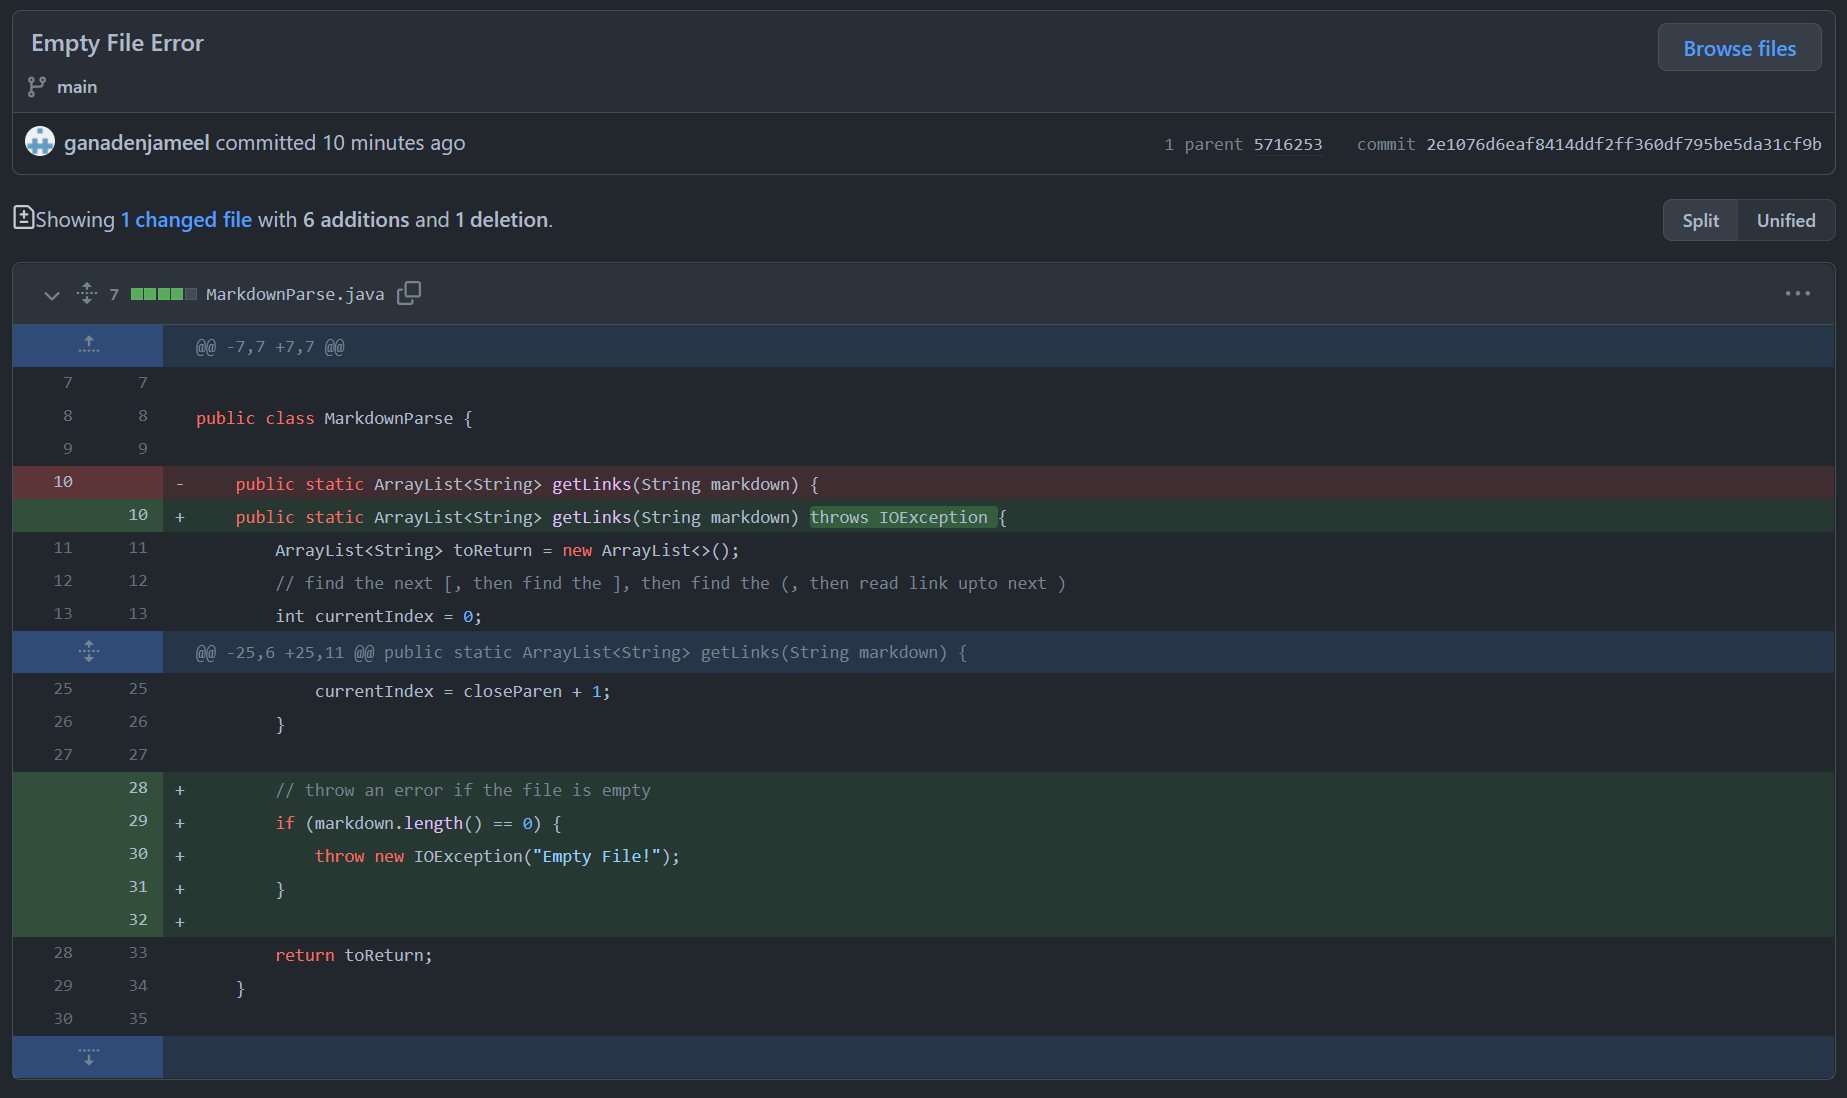 Empty File Error
Browse files
main
ganadenjameel committed 10 minutes ago
1 parent 5716253 commit 2e1076d6eaf8414ddf2ff360df795be5da31cf9b
Showing 1 changed file with 6 additions and 1 deletion.
Split Unified
7 MarkdownParse.java
@@ -7,7 +7,7 @@
7 7
8 8 public class MarkdownParse {
9 9
10 - public static ArrayList<String> getLinks(String markdown) {
10 + public static ArrayList<String> getLinks(String markdown) throws IOException {
11 11 ArrayList<String> toReturn = new ArrayList<>();
12 12 // find the next [, then find the ], then find the (, then read link upto next )
13 13 int currentIndex = 0;
@@ -25,6 +25,11 @@ public static ArrayList<String> getLinks(String markdown) {
25 25 currentIndex = closeParen + 1;
26 26 }
27 27
28 + // throw an error if the file is empty
29 + if (markdown.length() == 0) {
30 + throw new IOException("Empty File!");
31 + }
32 +
28 33 return toReturn;
29 34 }
30 35